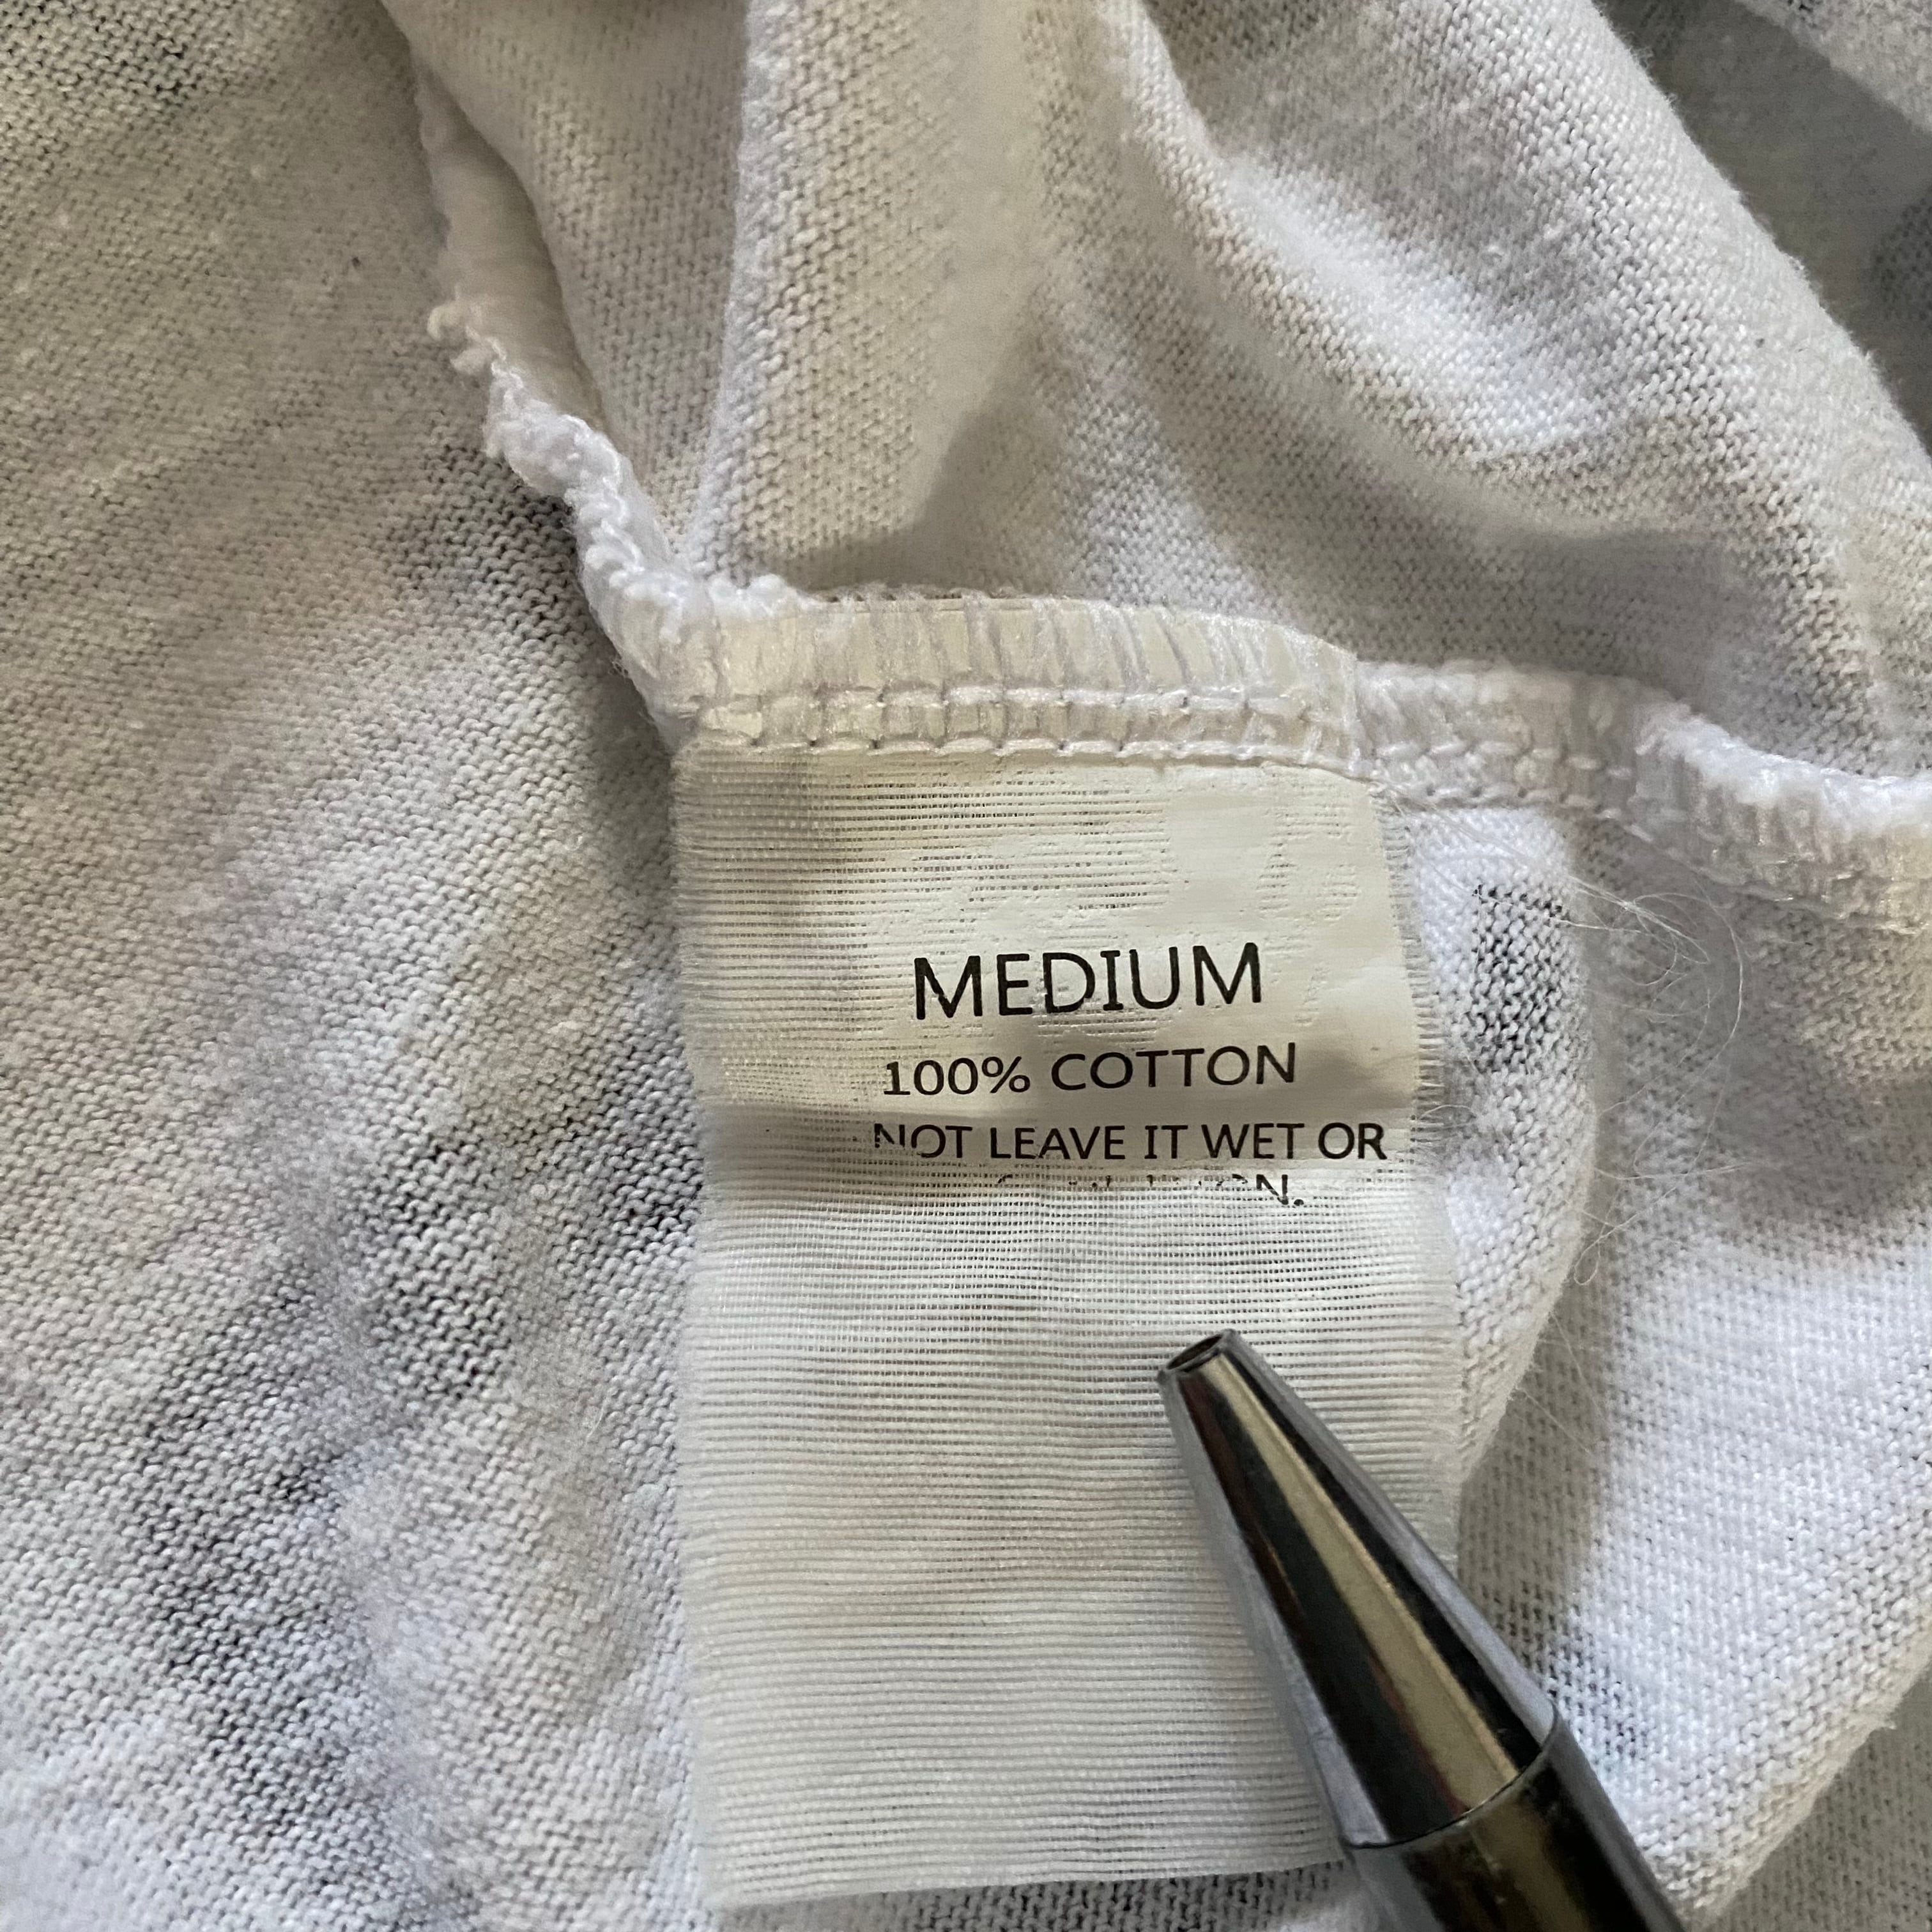 MEDIUM
100% COTTON
NOT LEAVE IT WET OR